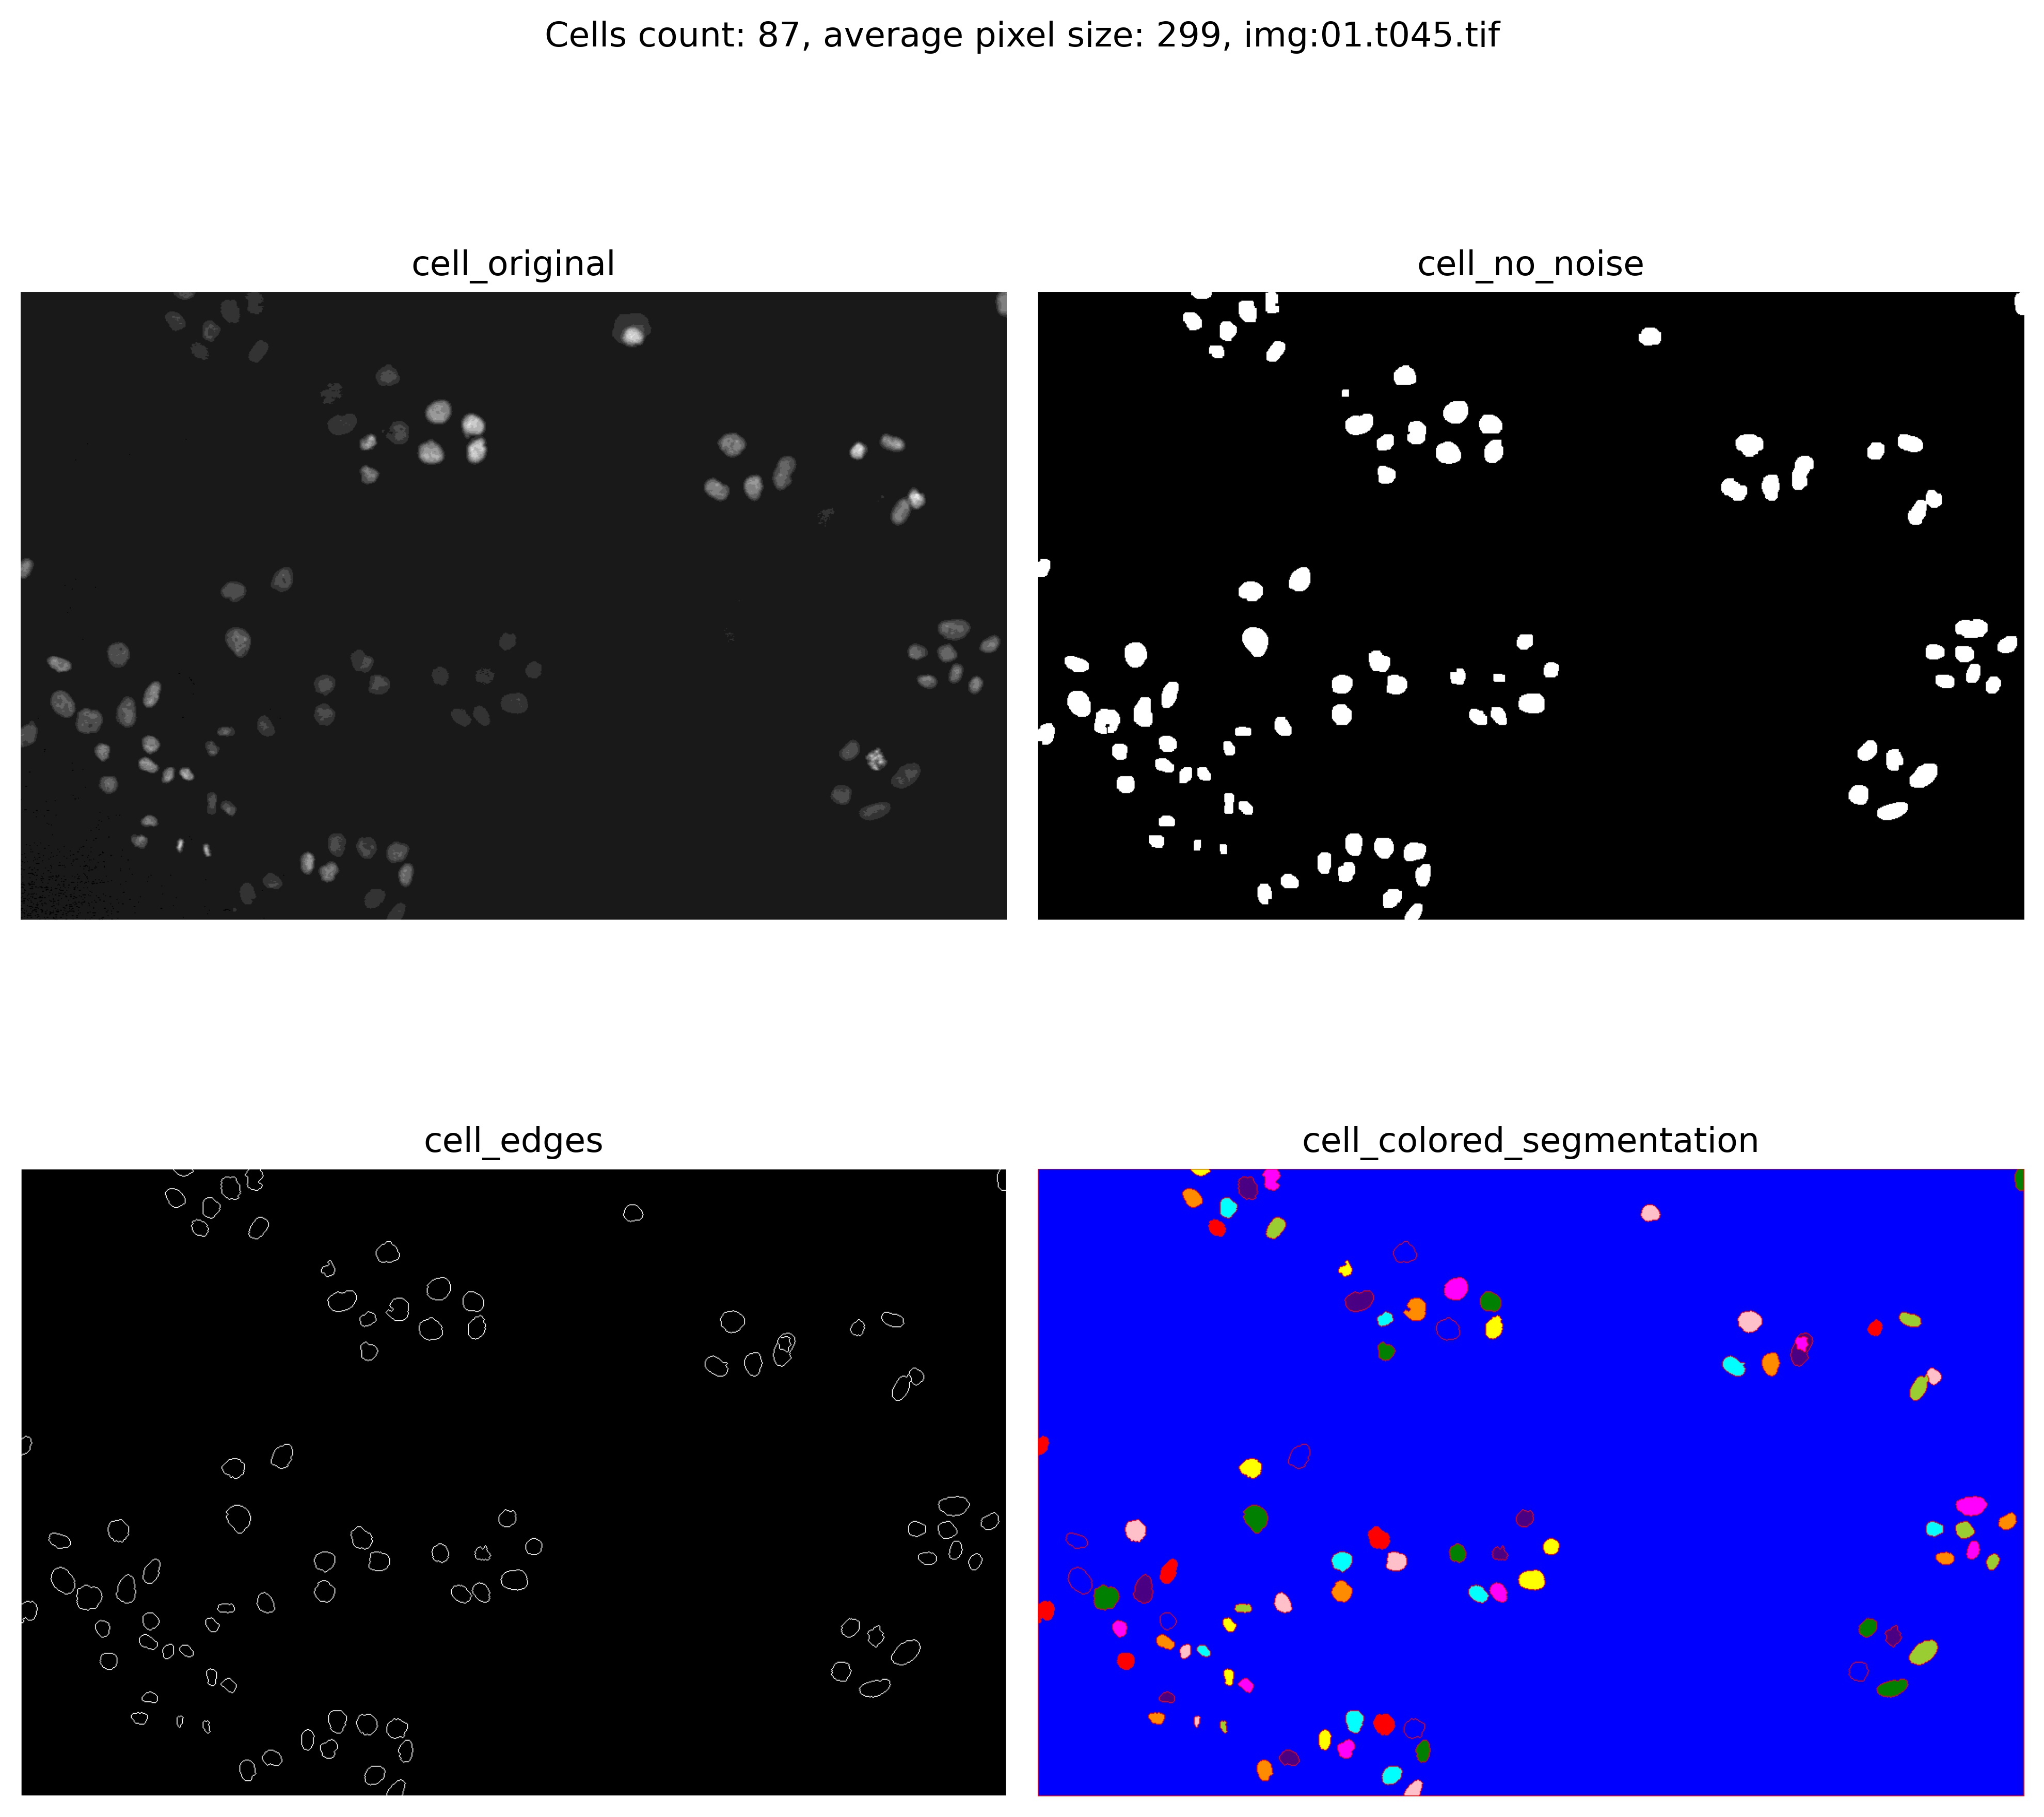 Cells count: 87, average pixel size: 299, img:01.t045.tif
cell_original
cell_no_noise
cell_edges
cell_colored_segmentation